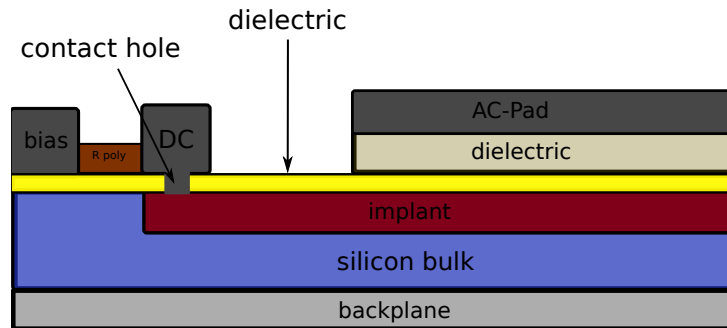 dielectric
contact hole
AC-Pad
bias
DC
R poly
dielectric
implant
silicon bulk
backplane